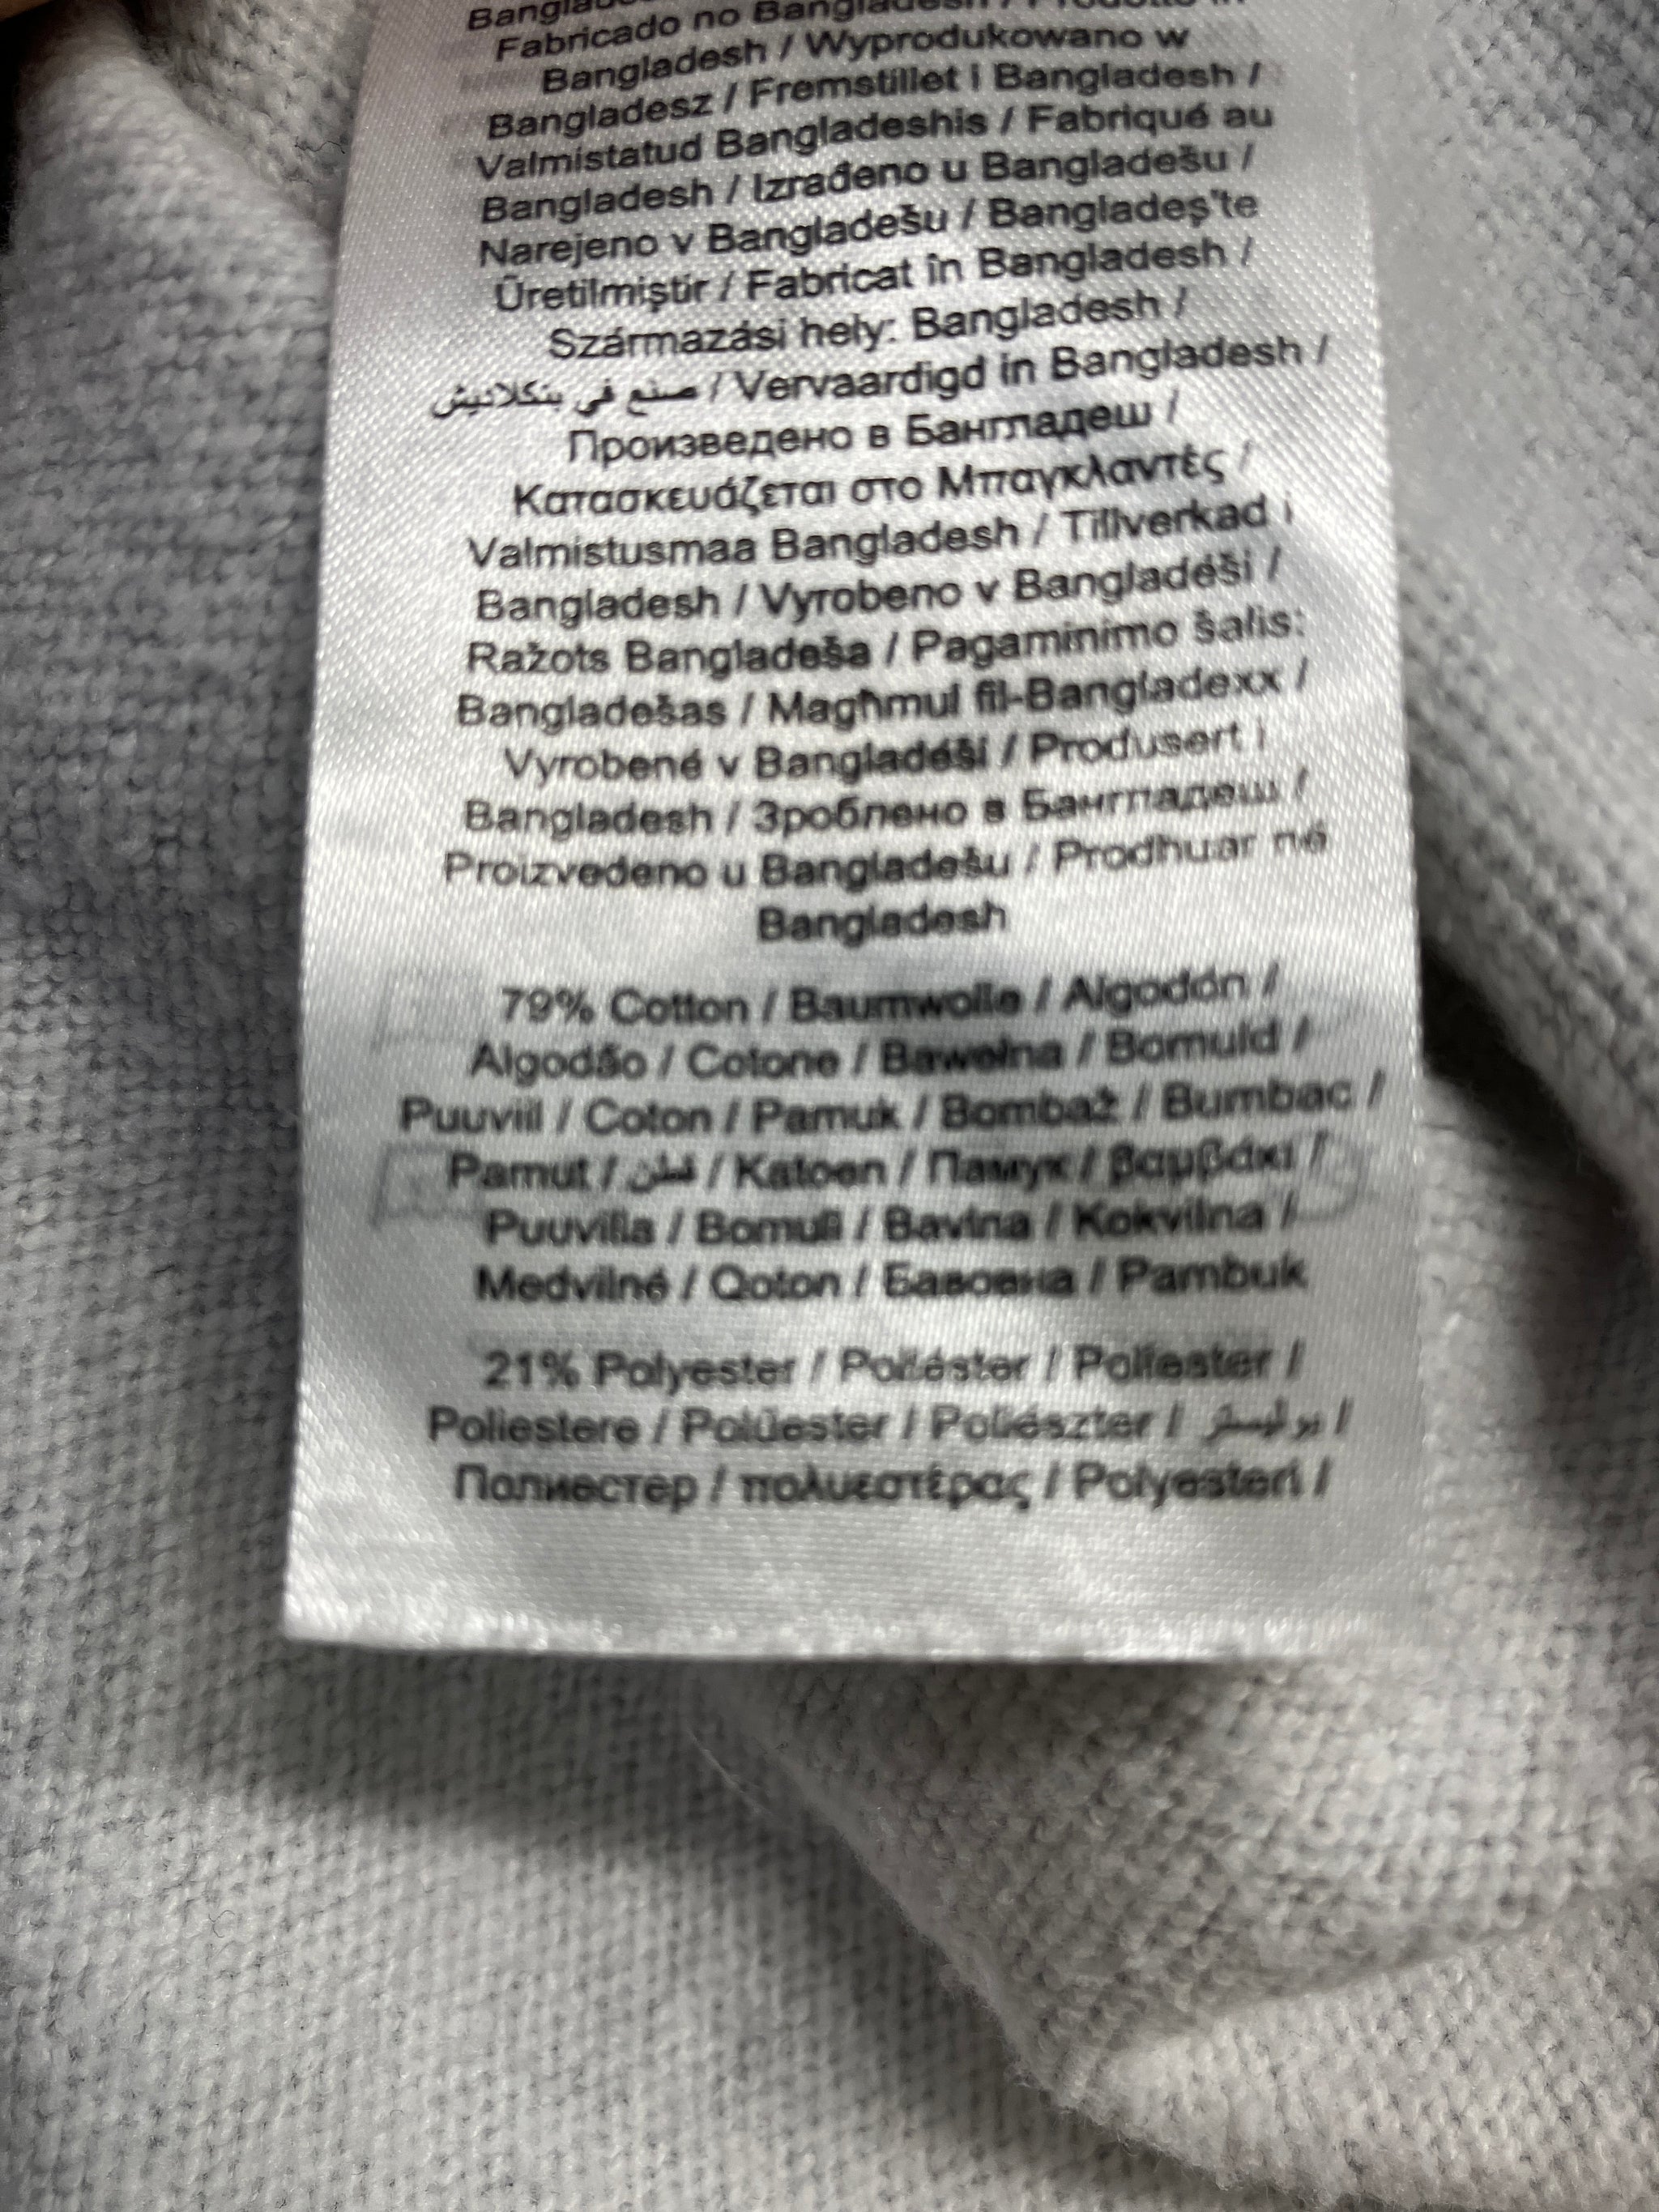 Fabricado no Bangladesh /
Bangladesh / Wyprodukowano w
Bangladesz / Fremstillet i Bangladesh /
Valmistatud Bangladeshis / Fabriqué au
Bangladesh / Izrađeno u Bangladešu /
Narejeno v Bangladešu / Bangladeş'te
Üretilmiştir / Fabricat în Bangladesh /
Származási hely: Bangladesh /
صنع في بنكلاديش / Vervaardigd in Bangladesh /
Произведено в Бангладеш /
Κατασκευάζεται στο Μπαγκλαντές /
Valmistusmaa Bangladesh / Tillverkad i
Bangladesh / Vyrobeno v Bangladéši /
Ražots Bangladeša / Pagaminimo šalis:
Bangladešas / Magħmul fil-Bangladexx /
Vyrobené v Bangladéši / Produsert i
Bangladesh / Зроблено в Бангладеш /
Proizvedeno u Bangladešu / Prodhuar në
Bangladesh
79% Cotton / Baumwolle / Algodón /
Algodão / Cotone / Bawełna / Bomuld /
Puuvill / Coton / Pamuk / Bombaž / Bumbac /
Pamut / قطن / Katoen / Памук / βαμβάκι /
Puuvilla / Bomull / Bavlna / Kokvilna /
Medvilnė / Qoton / Бавовна / Pambuk
21% Polyester / Poliéster / Poliester /
Poliestere / Polüester / Poliészter / بوليستر /
Полиестер / πολυεστέρας / Polyesteri /